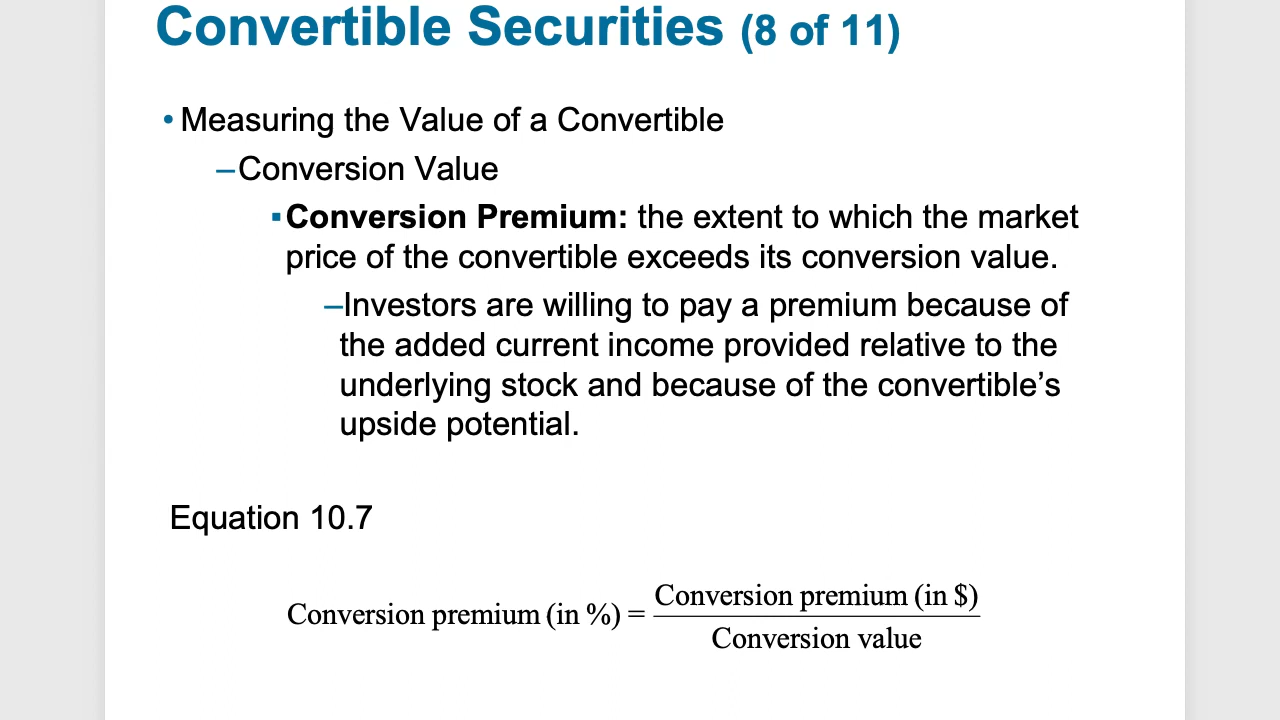 Convertible Securities (8 of 11)
• Measuring the Value of a Convertible
–Conversion Value
▪Conversion Premium: the extent to which the market
price of the convertible exceeds its conversion value.
–Investors are willing to pay a premium because of
the added current income provided relative to the
underlying stock and because of the convertible’s
upside potential.
Equation 10.7
Conversion premium (in %) = Conversion premium (in $)
Conversion value